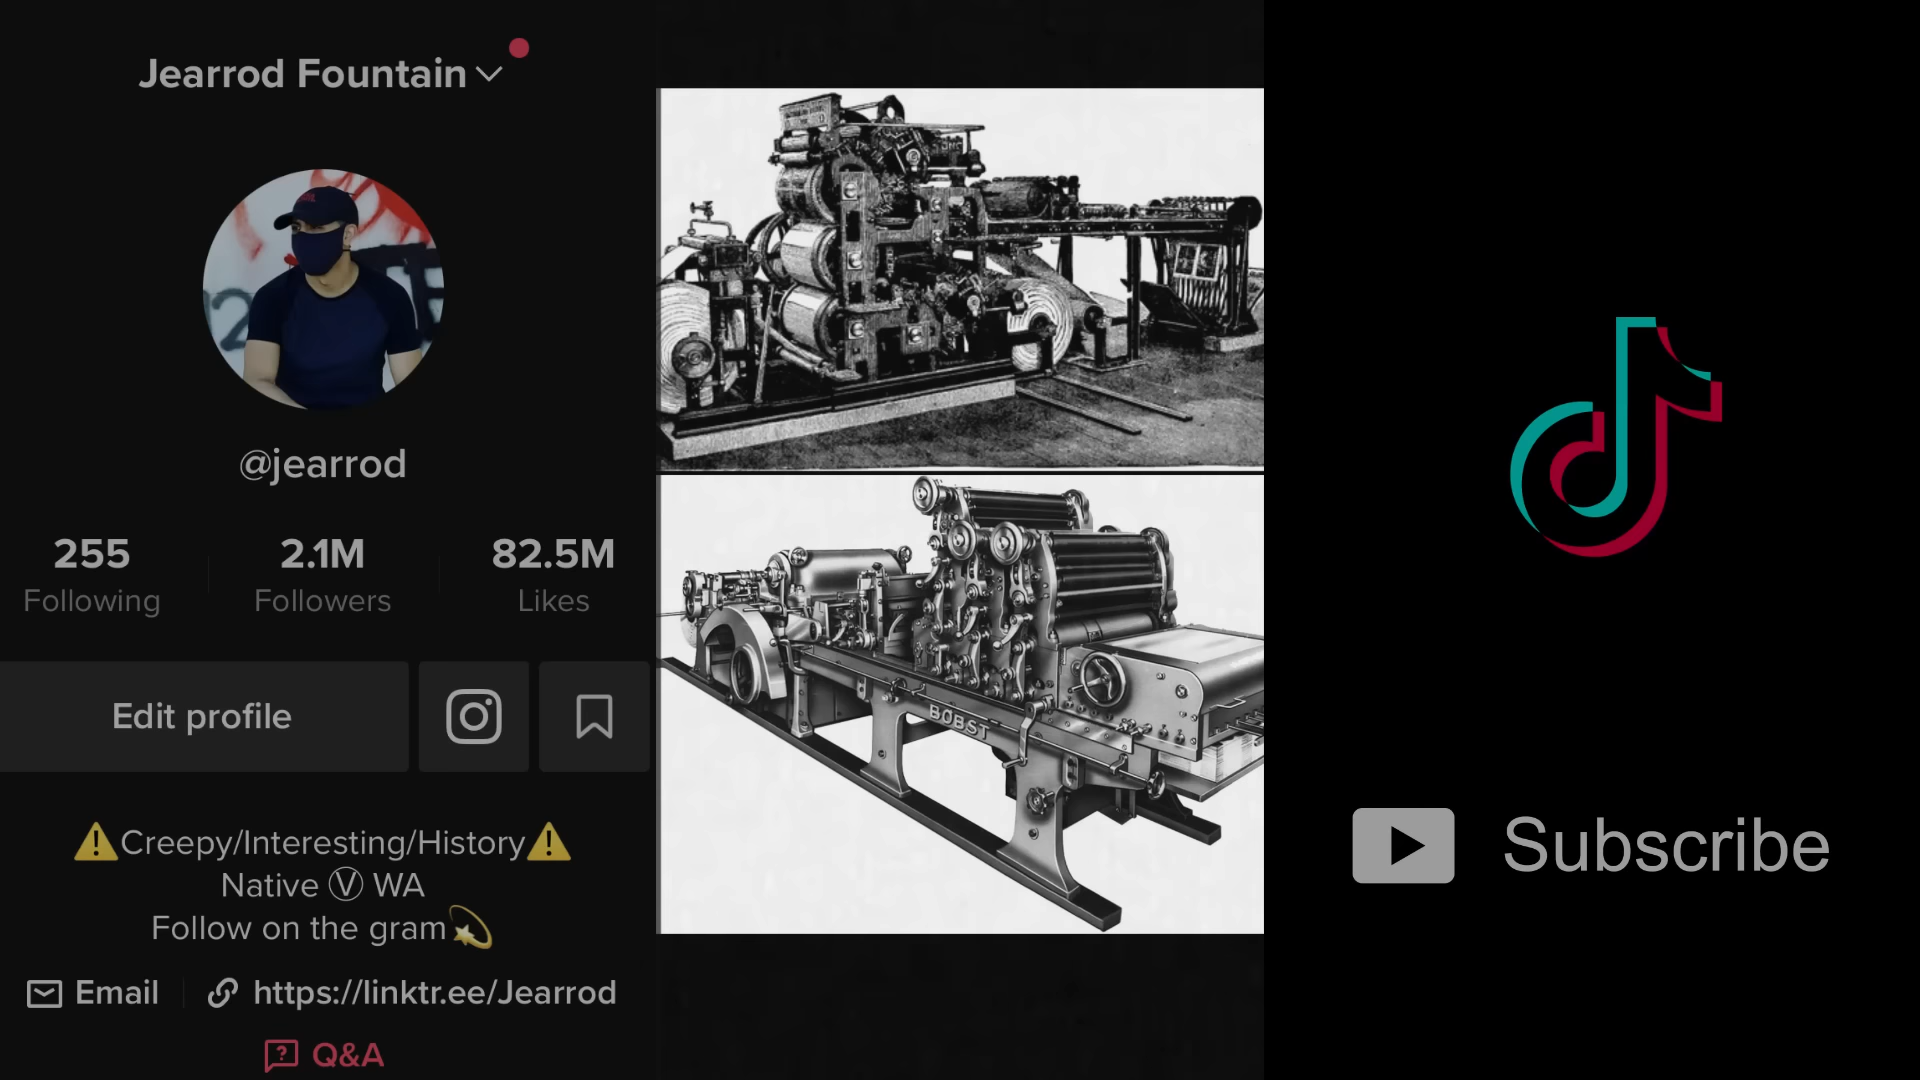 Jearrod Fountain
@jearrod
255
Following
2.1M
Followers
82.5M
Likes
Edit profile
⚠️Creepy/Interesting/History⚠️
Native Ⓥ WA
Follow on the gram💫
Email
https://linktr.ee/Jearrod
Q&A
BOBST
Subscribe